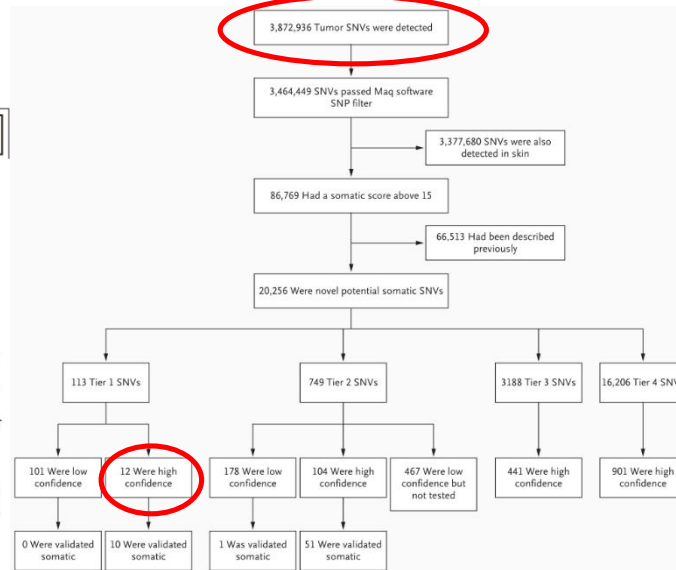 3,872,936 Tumor SNVs were detected
3,464,449 SNVs passed Maq software
SNP filter
3,377,680 SNVs were also
detected in skin
86,769 Had a somatic score above 15
66,513 Had been described
previously
20,256 Were novel potential somatic SNVs
113 Tier 1 SNVs
749 Tier 2 SNVs
3188 Tier 3 SNVs
16,206 Tier 4 SNV
101 Were low
confidence
12 Were high
confidence
178 Were low
confidence
104 Were high
confidence
467 Were low
confidence but
not tested
441 Were high
confidence
901 Were high
confidence
0 Were validated
somatic
10 Were validated
somatic
1 Was validated
somatic
51 Were validated
somatic